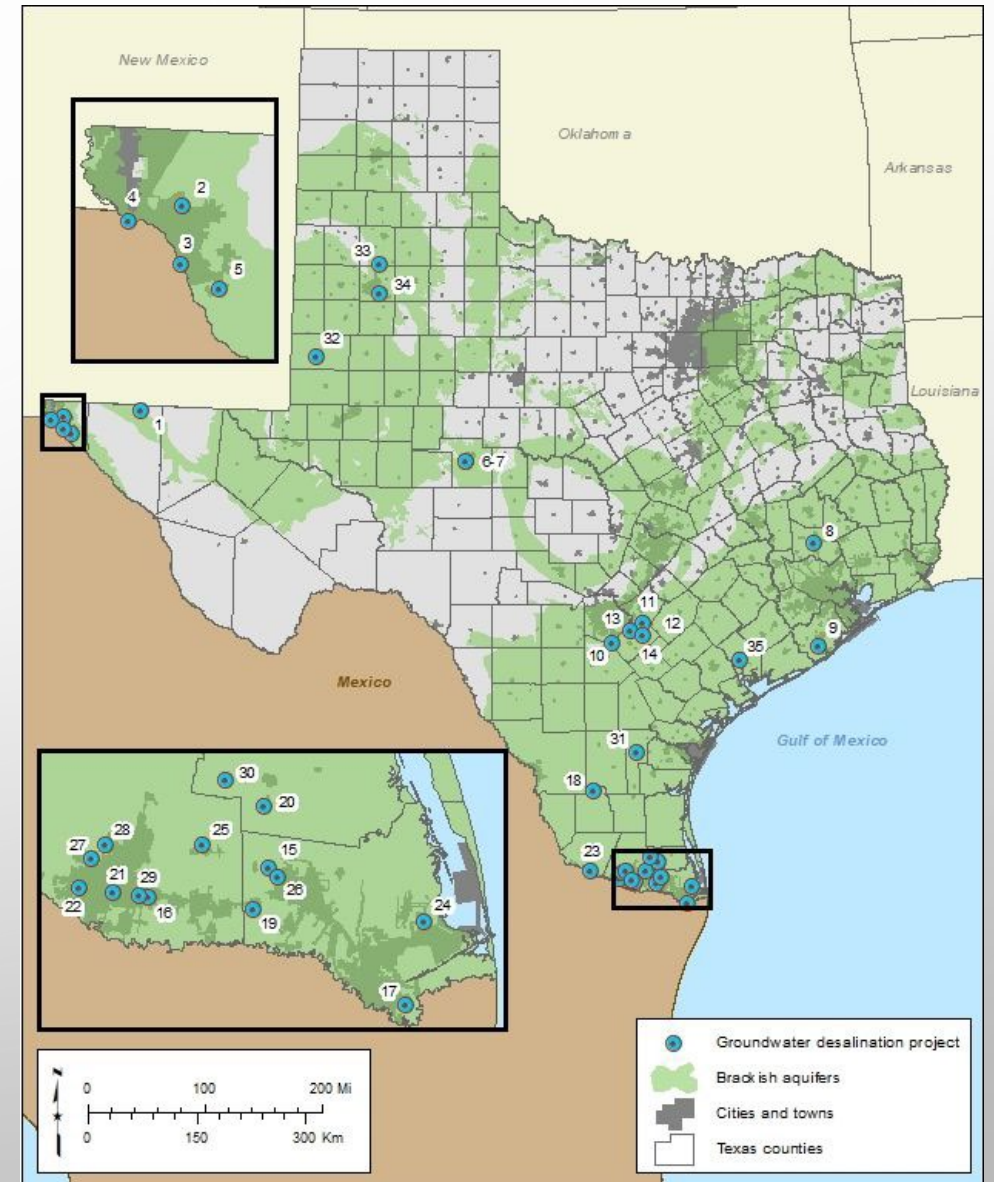 New Mexico
Oklahoma
Arkansas
2
4
3
5
33
34
32
Louisiana
1
6-7
8
11
13
12
9
10
14
35
Mexico
Gulf of Mexico
31
18
30
20
23
28
25
27
15
21
29
26
22
16
24
19
17
Groundwater desalination project
Brackish aquifers
Cities and towns
Texas counties
N
0 100 200 Mi
0 150 300 Km